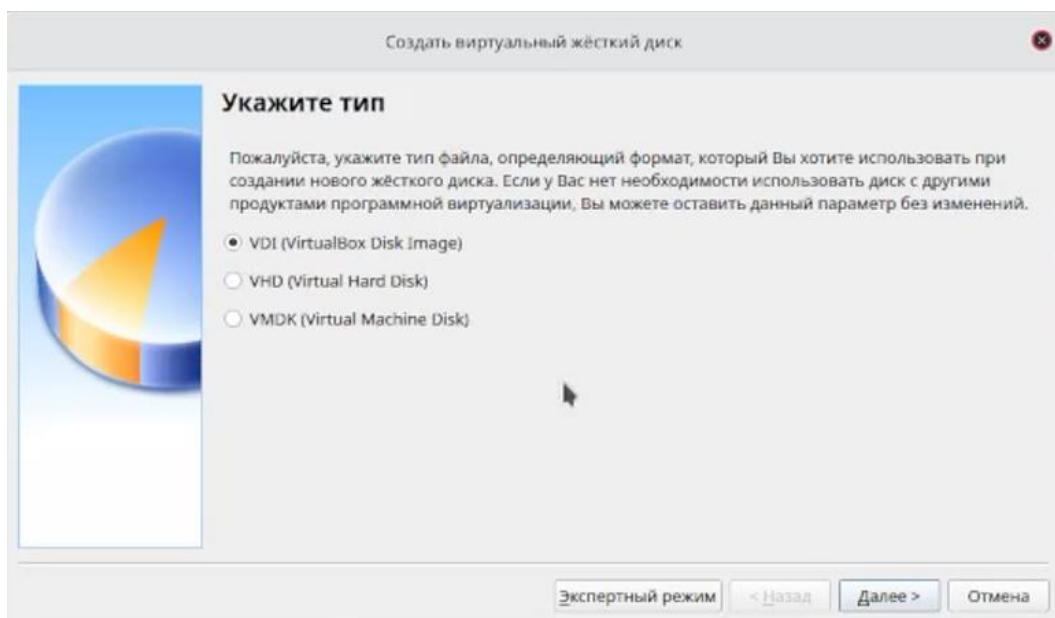 Создать виртуальный жёсткий диск
Укажите тип
Пожалуйста, укажите тип файла, определяющий формат, который Вы хотите использовать при
создании нового жёсткого диска. Если у Вас нет необходимости использовать диск с другими
продуктами программной виртуализации, Вы можете оставить данный параметр без изменений.
VDI (VirtualBox Disk Image)
VHD (Virtual Hard Disk)
VMDK (Virtual Machine Disk)
Экспертный режим < Назад Далее > Отмена